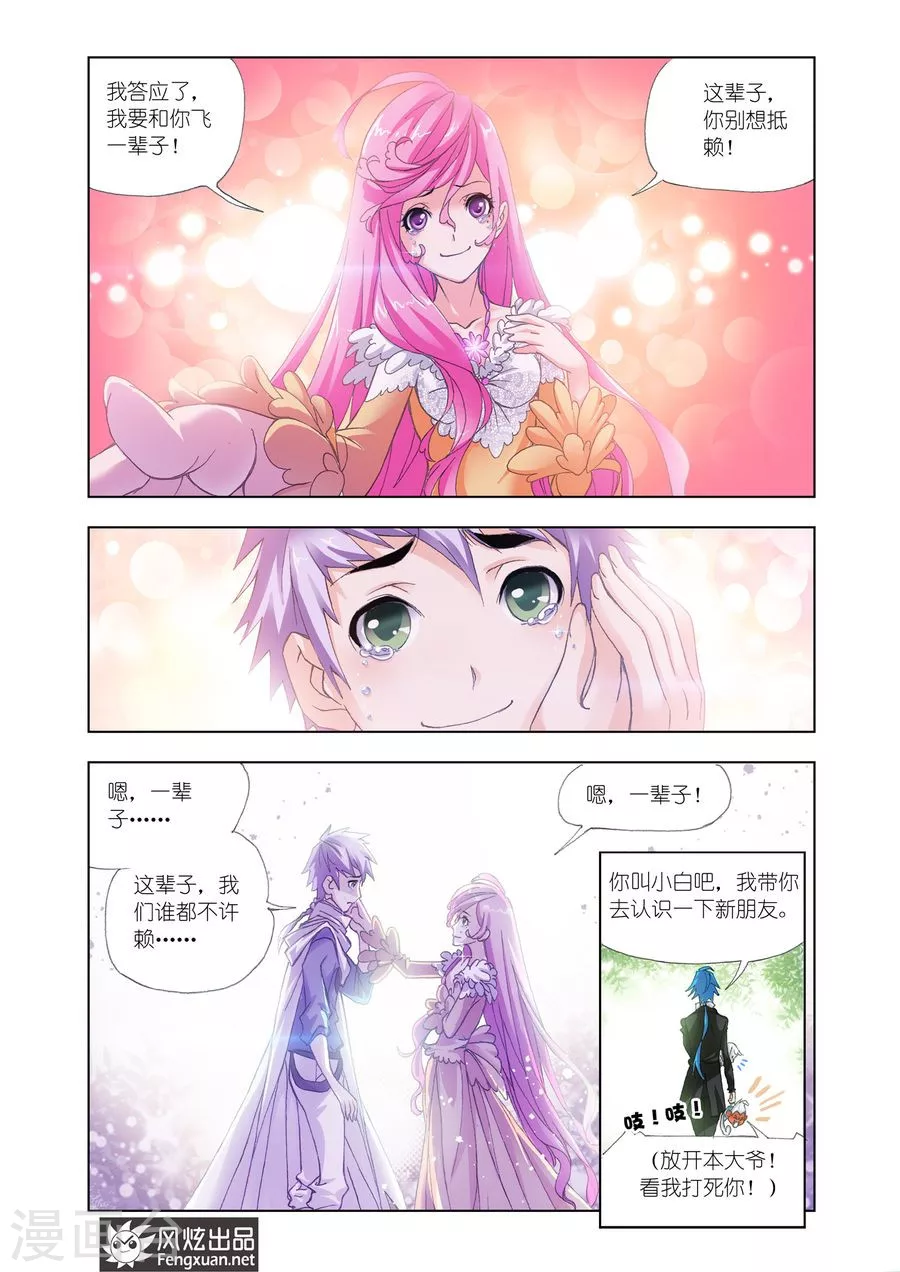 我答应了，
我要和你飞
一辈子！
这辈子，
你别想抵
赖！
嗯，一辈
子……
这辈子，我
们谁都不许
赖……
嗯，一辈子！
你叫小白吧，我带你
去认识一下新朋友。
吱！吱！
（放开本大爷！
看我打死你！）
漫画台
风炫出品
Fengxuan.net